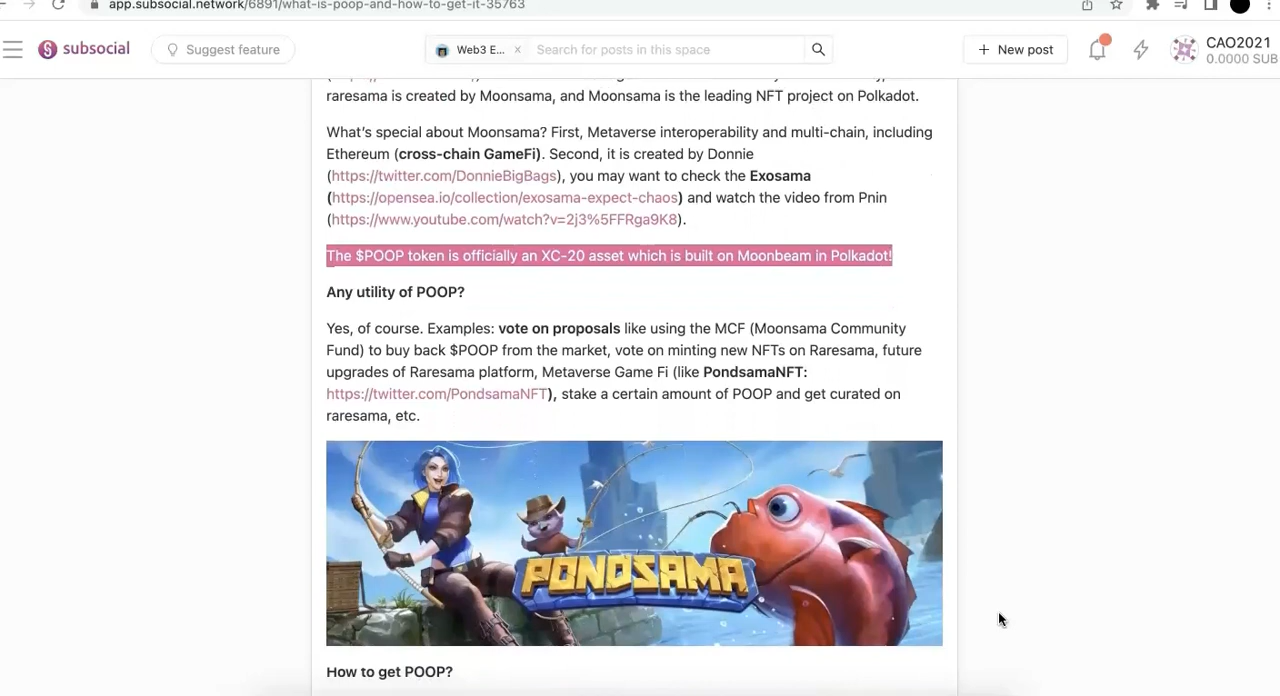 app.subsocial.network/6891/what-is-poop-and-how-to-get-it-35763
subsocial
Suggest feature
Web3 E... ×
Search for posts in this space
+ New post
CAO2021
0.0000 SUB
raresama is created by Moonsama, and Moonsama is the leading NFT project on Polkadot.
What's special about Moonsama? First, Metaverse interoperability and multi-chain, including
Ethereum (cross-chain GameFi). Second, it is created by Donnie
(https://twitter.com/DonnieBigBags), you may want to check the Exosama
(https://opensea.io/collection/exosama-expect-chaos) and watch the video from Pnin
(https://www.youtube.com/watch?v=2j3%5FFRga9K8).
The $POOP token is officially an XC-20 asset which is built on Moonbeam in Polkadot!
Any utility of POOP?
Yes, of course. Examples: vote on proposals like using the MCF (Moonsama Community
Fund) to buy back $POOP from the market, vote on minting new NFTs on Raresama, future
upgrades of Raresama platform, Metaverse Game Fi (like PondsamaNFT:
https://twitter.com/PondsamaNFT), stake a certain amount of POOP and get curated on
raresama, etc.
PONDSAMA
How to get POOP?